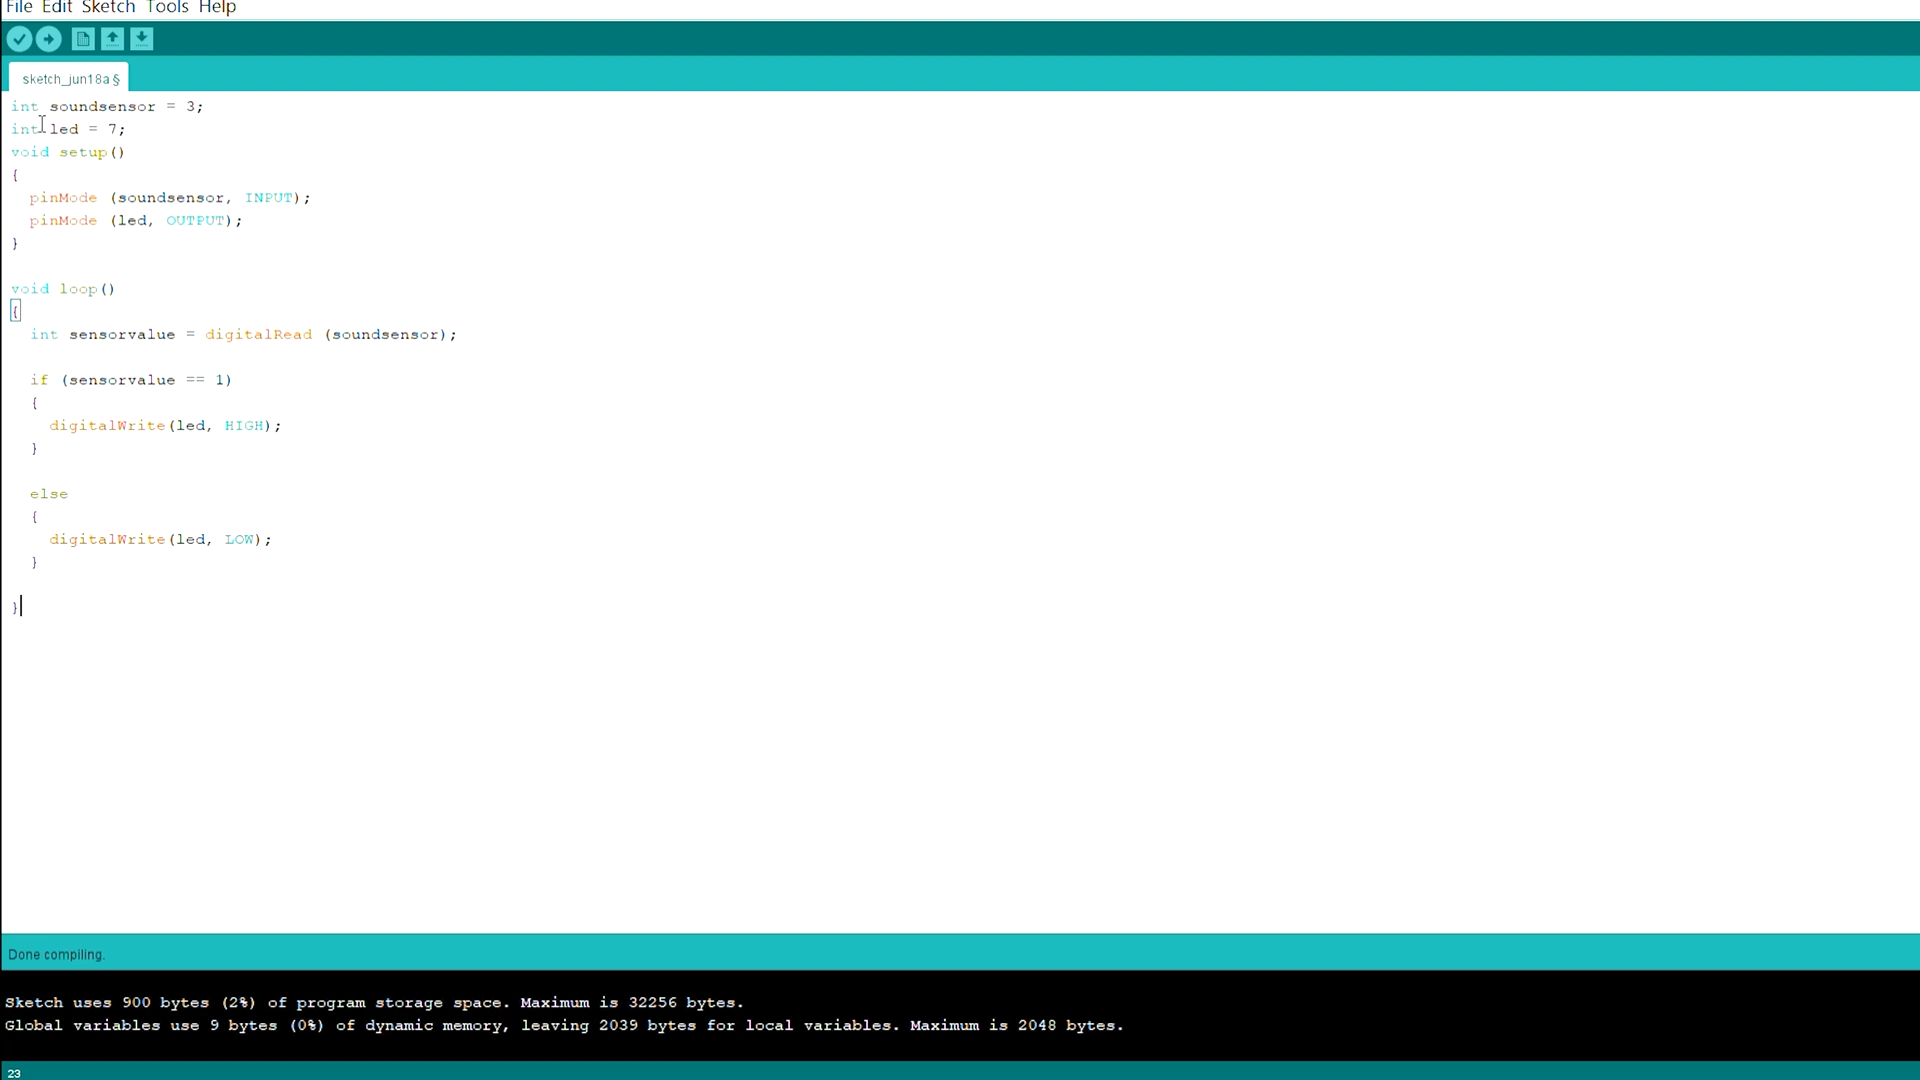 File Edit Sketch Tools Help
sketch_jun18a §
int soundsensor = 3;
int led = 7;
void setup()
{
  pinMode (soundsensor, INPUT);
  pinMode (led, OUTPUT);
}
void loop()
{
  int sensorvalue = digitalRead (soundsensor);
  if (sensorvalue == 1)
  {
    digitalWrite(led, HIGH);
  }
  else
  {
    digitalWrite(led, LOW);
  }
}
Done compiling.
Sketch uses 900 bytes (2%) of program storage space. Maximum is 32256 bytes.
Global variables use 9 bytes (0%) of dynamic memory, leaving 2039 bytes for local variables. Maximum is 2048 bytes.
23